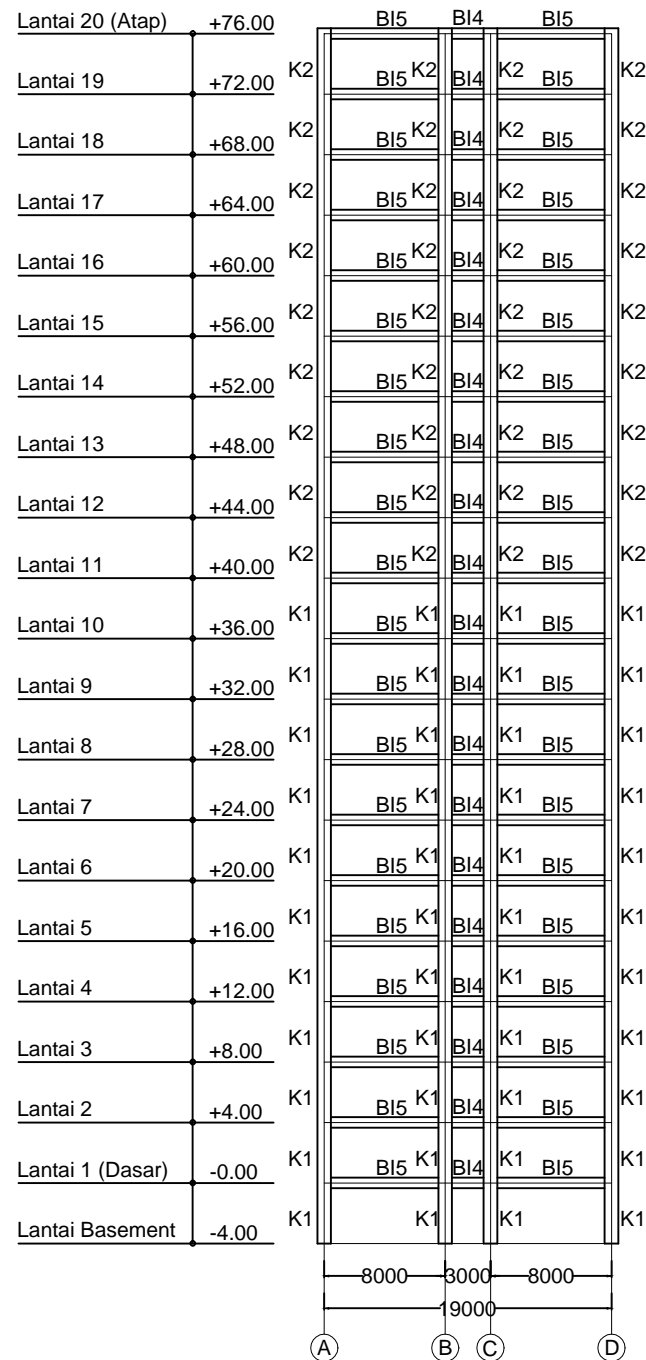 Lantai 20 (Atap) +76.00 BI5 BI4 BI5
Lantai 19 +72.00 K2 BI5 K2 BI4 K2 BI5 K2
Lantai 18 +68.00 K2 BI5 K2 BI4 K2 BI5 K2
Lantai 17 +64.00 K2 BI5 K2 BI4 K2 BI5 K2
Lantai 16 +60.00 K2 BI5 K2 BI4 K2 BI5 K2
Lantai 15 +56.00 K2 BI5 K2 BI4 K2 BI5 K2
Lantai 14 +52.00 K2 BI5 K2 BI4 K2 BI5 K2
Lantai 13 +48.00 K2 BI5 K2 BI4 K2 BI5 K2
Lantai 12 +44.00 K2 BI5 K2 BI4 K2 BI5 K2
Lantai 11 +40.00 K2 BI5 K2 BI4 K2 BI5 K2
Lantai 10 +36.00 K1 BI5 K1 BI4 K1 BI5 K1
Lantai 9 +32.00 K1 BI5 K1 BI4 K1 BI5 K1
Lantai 8 +28.00 K1 BI5 K1 BI4 K1 BI5 K1
Lantai 7 +24.00 K1 BI5 K1 BI4 K1 BI5 K1
Lantai 6 +20.00 K1 BI5 K1 BI4 K1 BI5 K1
Lantai 5 +16.00 K1 BI5 K1 BI4 K1 BI5 K1
Lantai 4 +12.00 K1 BI5 K1 BI4 K1 BI5 K1
Lantai 3 +8.00 K1 BI5 K1 BI4 K1 BI5 K1
Lantai 2 +4.00 K1 BI5 K1 BI4 K1 BI5 K1
Lantai 1 (Dasar) -0.00 K1 BI5 K1 BI4 K1 BI5 K1
Lantai Basement -4.00 K1 K1 K1 K1
8000 3000 8000
19000
A B C D